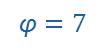 φ = 7